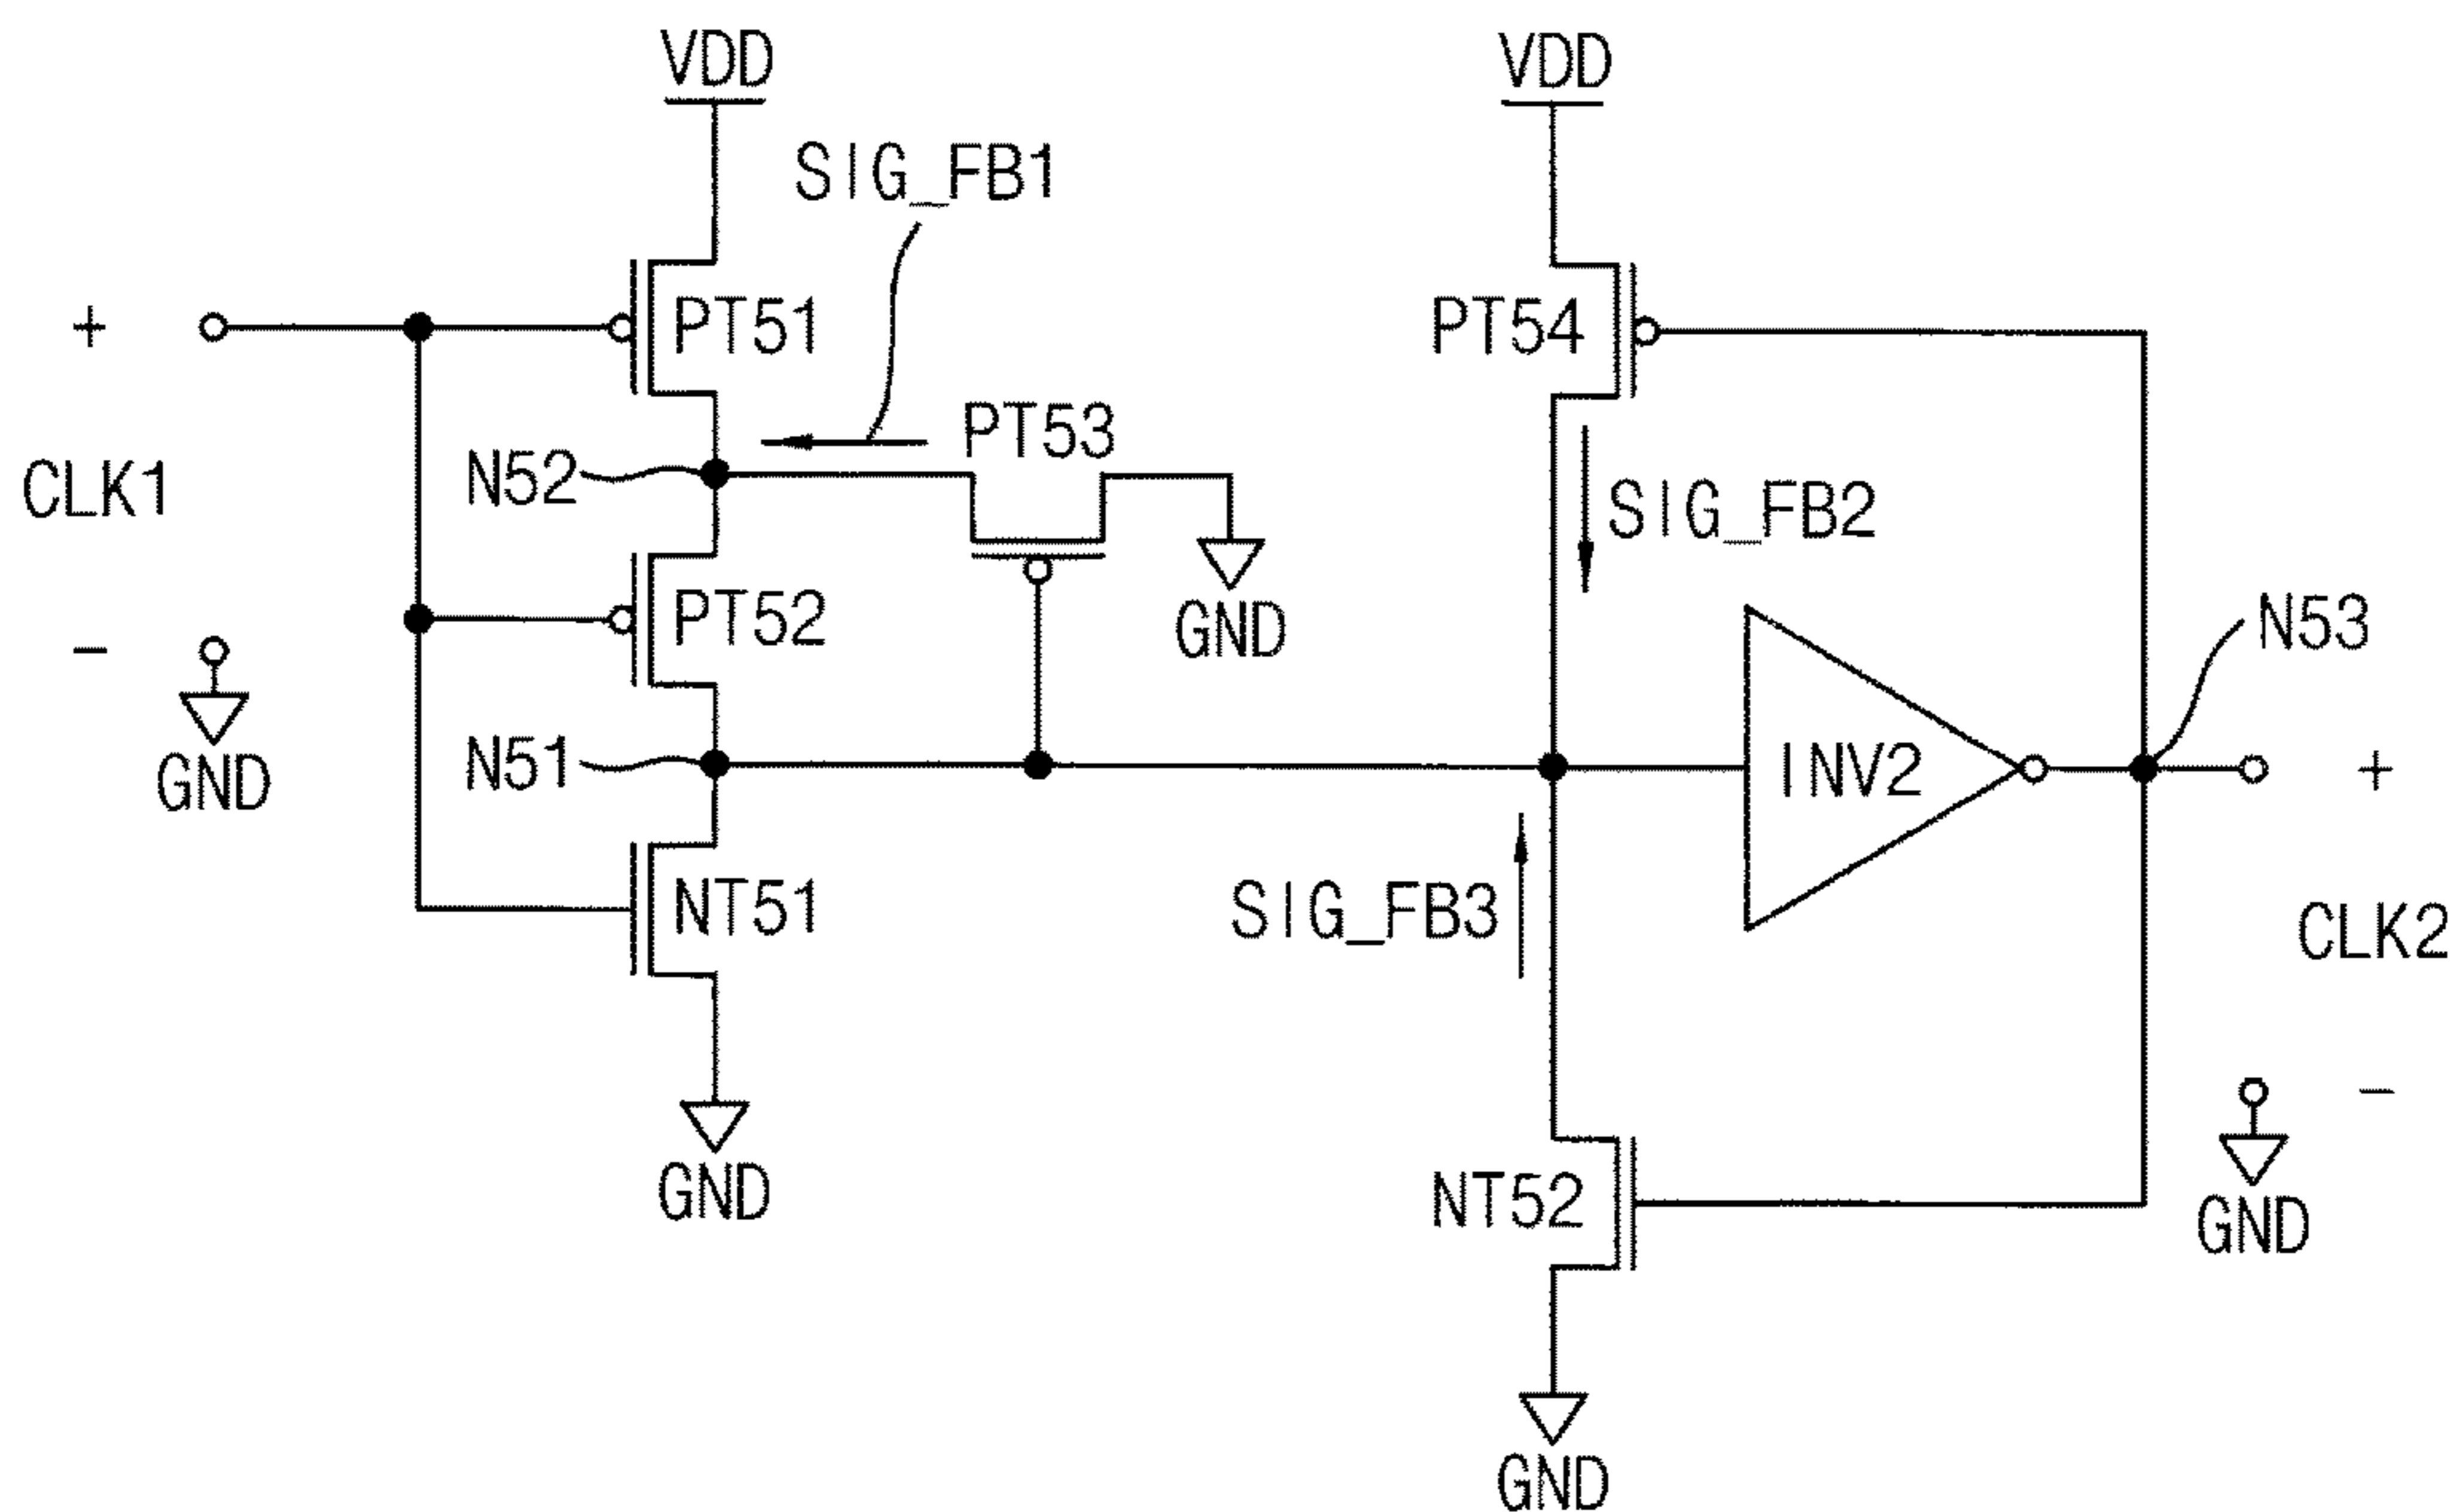 VDD
VDD
SIG_FB1
+
PT51
PT54
PT53
N52
CLK1
SIG_FB2
PT52
GND
N53
-
N51
INV2
+
GND
NT51
SIG_FB3
CLK2
-
GND
NT52
GND
GND